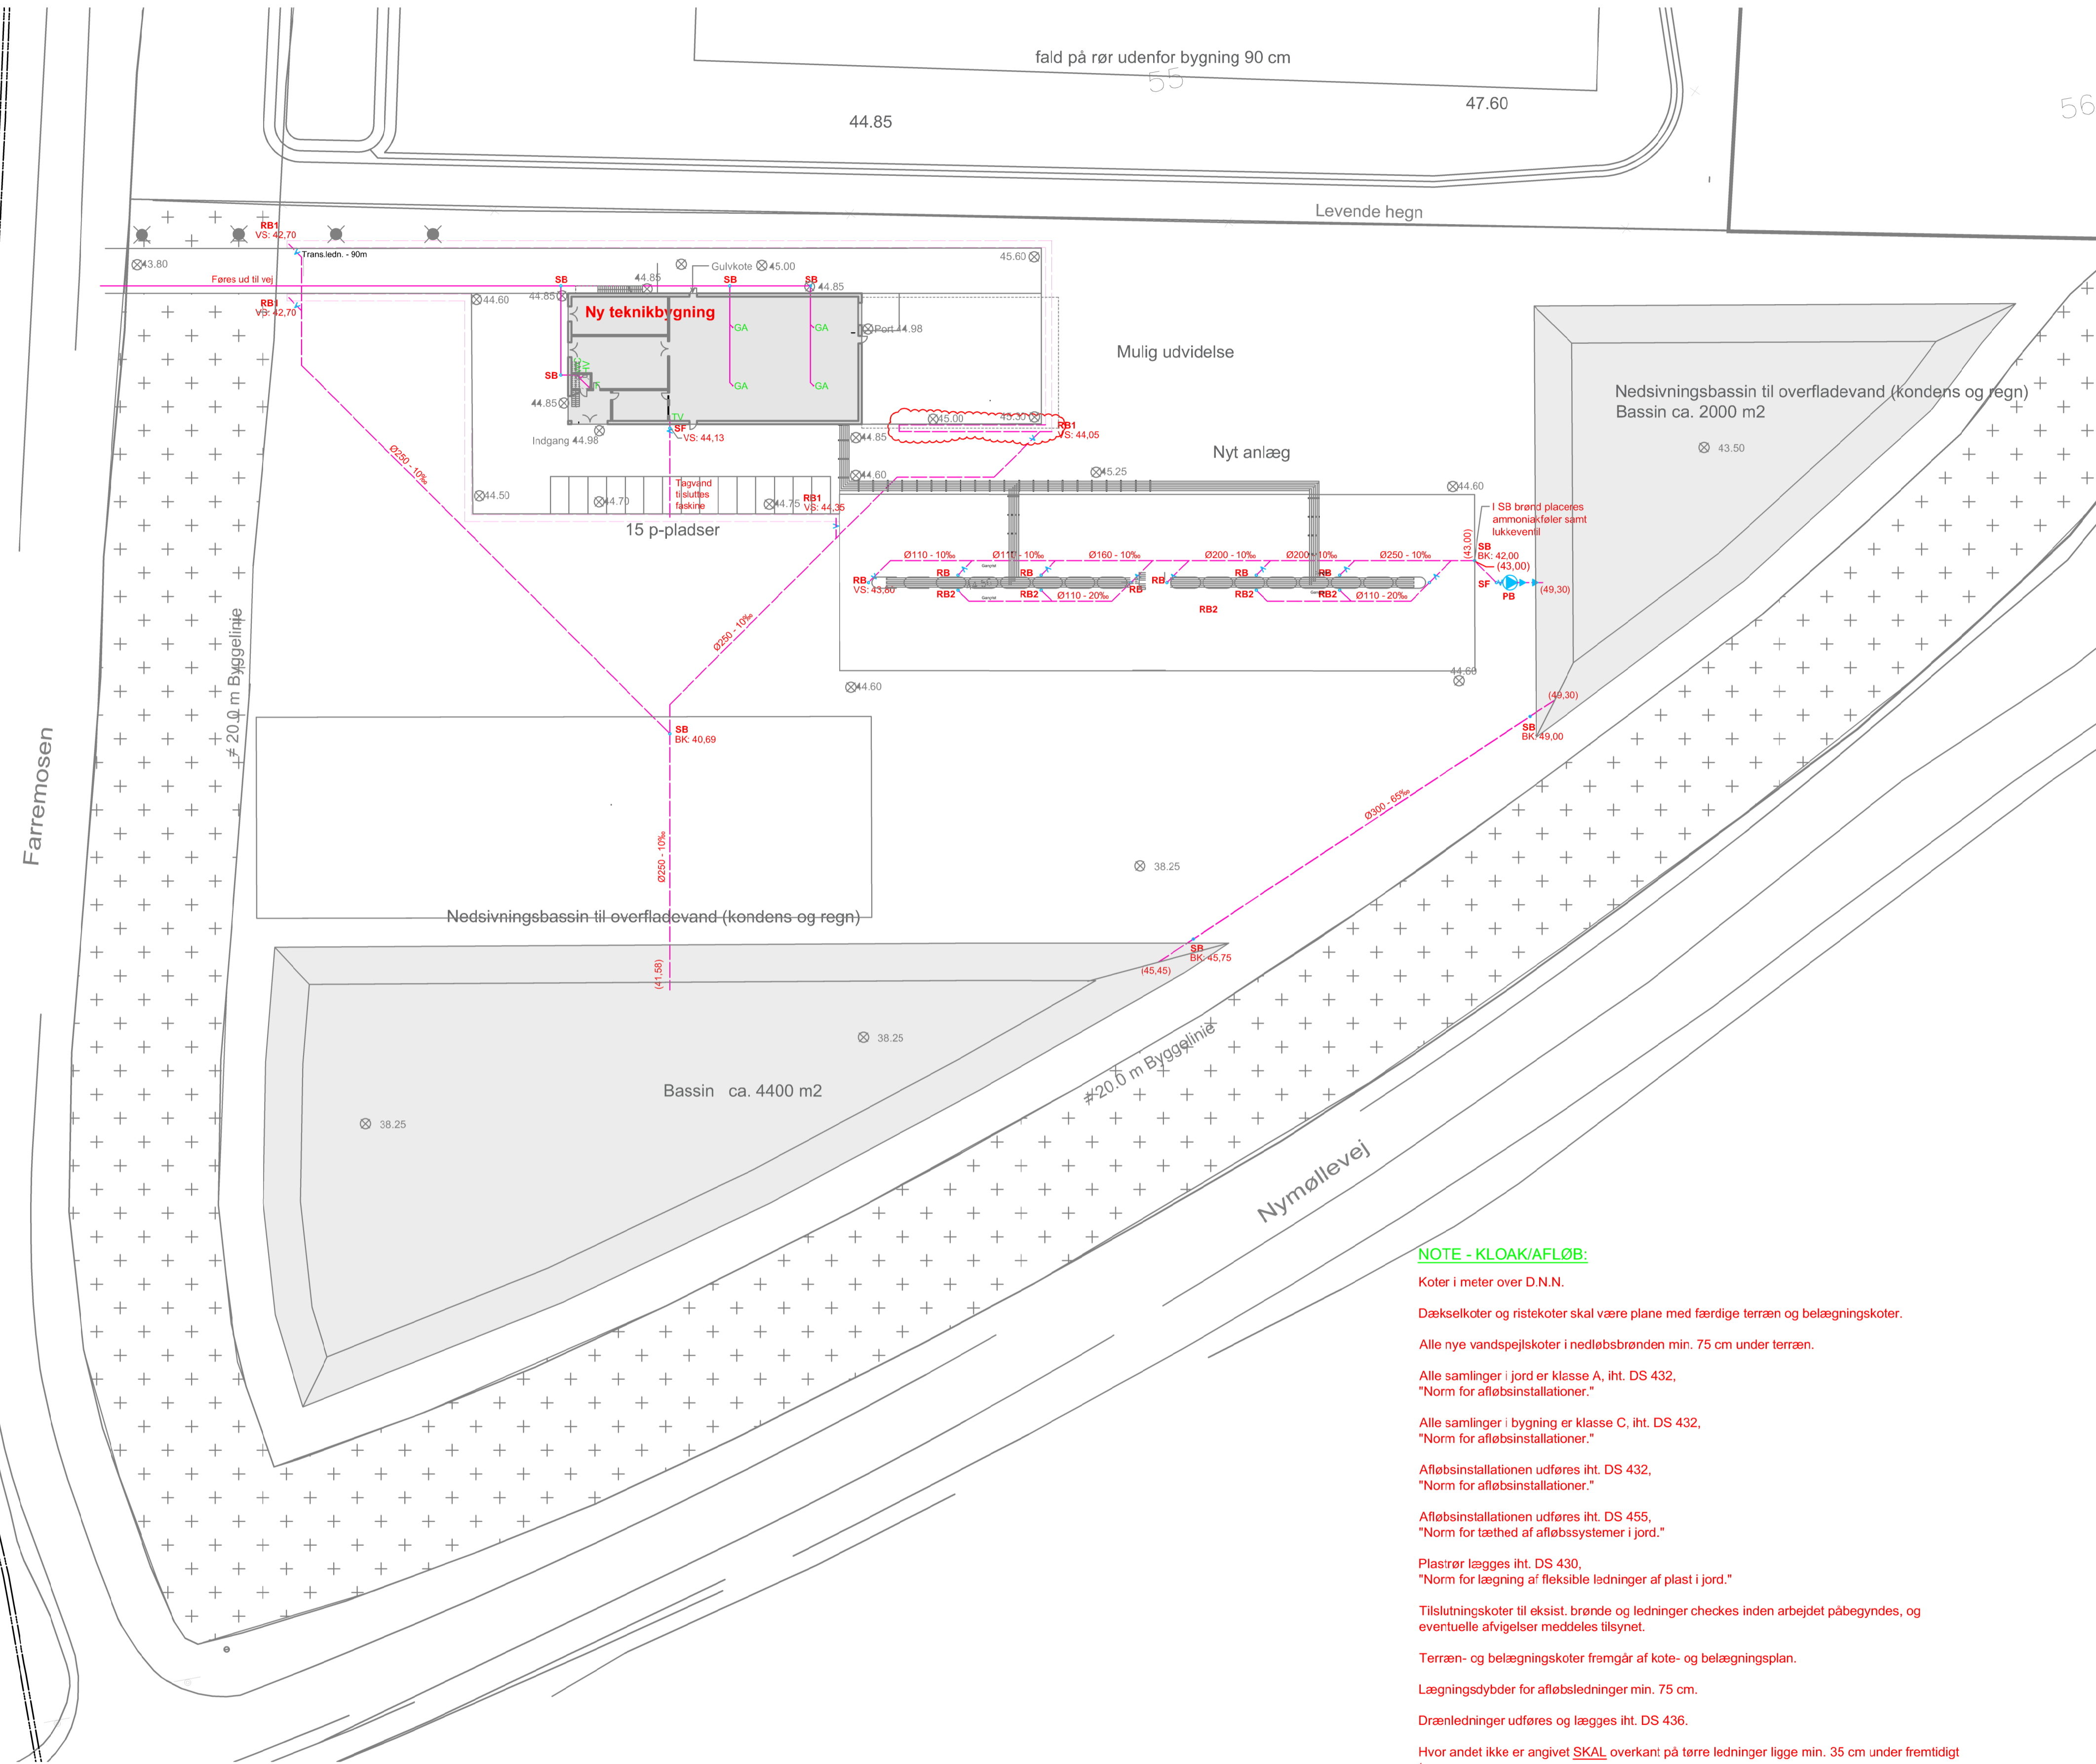 fald på rør udenfor bygning 90 cm
55
56
47.60
44.85
Levende hegn
RB1
VS: 42,70
Trans.ledn. - 90m
43.80
Føres ud til vej
RB1
VS: 42,70
SB
44.85
Gulvkote
45.00
SB
SB
44.85
45.60
44.60
44.85
Ny teknikbygning
GA
GA
Port 44.98
Mulig udvidelse
Nedsivningsbassin til overfladevand (kondens og regn)
Bassin ca. 2000 m2
43.50
SB
GA
GA
44.85
TV
SF
VS: 44,13
Indgang 44.98
45.00
45.30
RB1
VS: 44,05
44.85
Nyt anlæg
Ø250 - 10‰
44.60
45.25
44.60
44.50
44.70
Tagvand
tilsluttes
faskine
44.75
RB1
VS: 44,35
15 p-pladser
I SB brønd placeres
ammoniakføler samt
lukkeventil
(43,00)
SB
BK: 42,00
(43,00)
Ø110 - 10‰
Ø110 - 10‰
Ø160 - 10‰
Ø200 - 10‰
Ø200 - 10‰
Ø250 - 10‰
RB
VS: 43,80
RB
RB
RB
RB
RB
RB
RB2
RB2
Ø110 - 20‰
RB2
RB2
Ø110 - 20‰
RB2
SF
PB
(49,30)
≠ 20.0 m Byggelinie
Ø250 - 10‰
44.60
44.60
(49,30)
SB
BK: 49,00
SB
BK: 40,69
Farremosen
Ø300 - 65‰
Ø250 - 10‰
38.25
Nedsivningsbassin til overfladevand (kondens og regn)
(41,58)
SB
BK: 45,75
(45,45)
38.25
≠ 20.0 m Byggelinie
Bassin ca. 4400 m2
38.25
Nymøllevej
NOTE - KLOAK/AFLØB:
Koter i meter over D.N.N.
Dækselkoter og ristekoter skal være plane med færdige terræn og belægningskoter.
Alle nye vandspejlskoter i nedløbsbrønden min. 75 cm under terræn.
Alle samlinger i jord er klasse A, iht. DS 432,
"Norm for afløbsinstallationer."
Alle samlinger i bygning er klasse C, iht. DS 432,
"Norm for afløbsinstallationer."
Afløbsinstallationen udføres iht. DS 432,
"Norm for afløbsinstallationer."
Afløbsinstallationen udføres iht. DS 455,
"Norm for tæthed af afløbssystemer i jord."
Plastrør lægges iht. DS 430,
"Norm for lægning af fleksible ledninger af plast i jord."
Tilslutningskoter til eksist. brønde og ledninger checkes inden arbejdet påbegyndes, og
eventuelle afvigelser meddeles tilsynet.
Terræn- og belægningskoter fremgår af kote- og belægningsplan.
Lægningsdybder for afløbsledninger min. 75 cm.
Drænledninger udføres og lægges iht. DS 436.
Hvor andet ikke er angivet SKAL overkant på tørre ledninger ligge min. 35 cm under fremtidigt